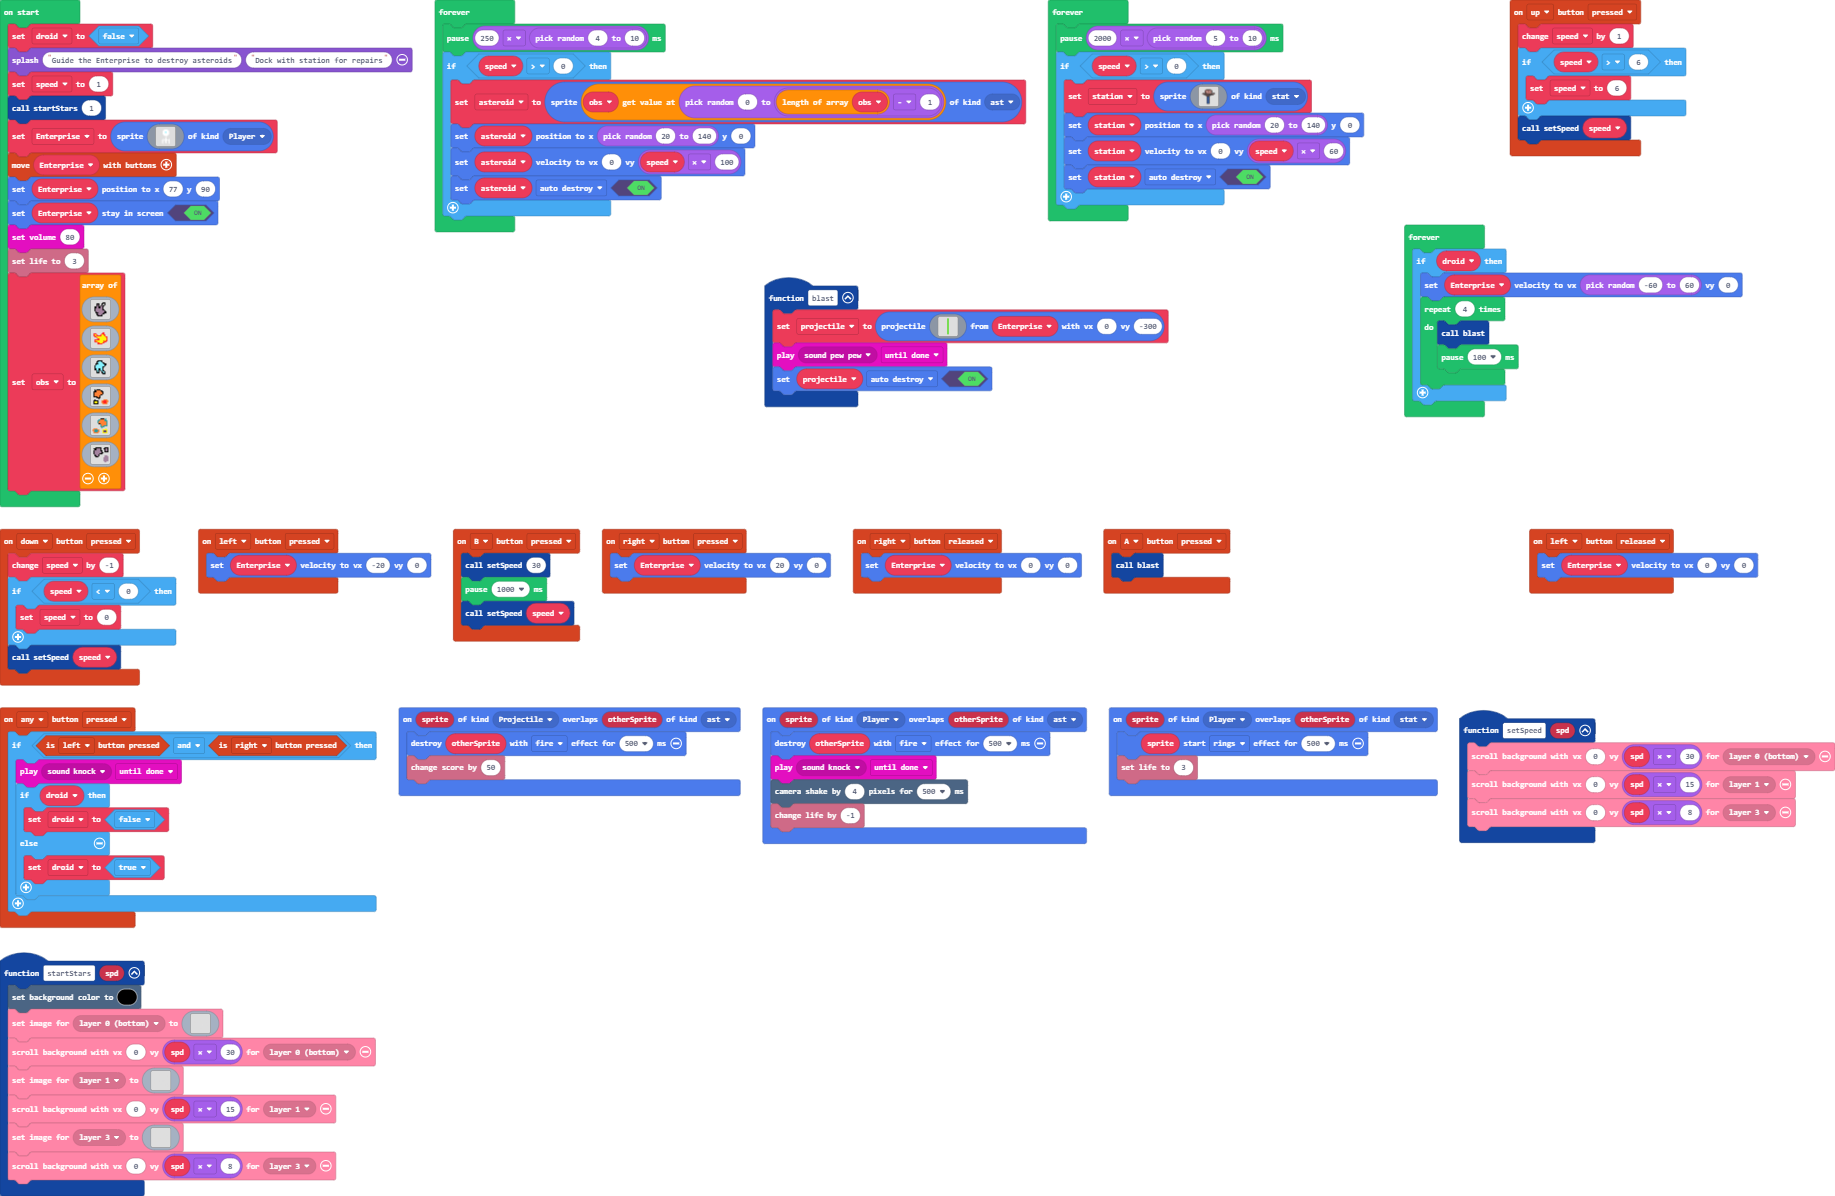 on start
set droid to false
splash "Guide the Enterprise to destroy asteroids" "Dock with station for repairs"
set speed to 1
call startStars 1
set Enterprise to sprite of kind Player
move Enterprise with buttons
set Enterprise position to x 77 y 90
set Enterprise stay in screen ON
set volume 80
set life to 3
set obs to array of
forever
pause 250 × pick random 4 to 10 ms
if speed > 0 then
set asteroid to sprite obs get value at pick random 0 to length of array obs - 1 of kind ast
set asteroid position to x pick random 20 to 140 y 0
set asteroid velocity to vx 0 vy speed × 100
set asteroid auto destroy ON
forever
pause 2000 × pick random 5 to 10 ms
if speed > 0 then
set station to sprite of kind stat
set station position to x pick random 20 to 140 y 0
set station velocity to vx 0 vy speed × 60
set station auto destroy ON
on up button pressed
change speed by 1
if speed > 6 then
set speed to 6
call setSpeed speed
function blast
set projectile to projectile from Enterprise with vx 0 vy -300
play sound pew pew until done
set projectile auto destroy ON
forever
if droid then
set Enterprise velocity to vx pick random -60 to 60 vy 0
repeat 4 times
do call blast
pause 100 ms
on down button pressed
change speed by -1
if speed < 0 then
set speed to 0
call setSpeed speed
on left button pressed
set Enterprise velocity to vx -20 vy 0
on B button pressed
call setSpeed 30
pause 1000 ms
call setSpeed speed
on right button pressed
set Enterprise velocity to vx 20 vy 0
on right button released
set Enterprise velocity to vx 0 vy 0
on A button pressed
call blast
on left button released
set Enterprise velocity to vx 0 vy 0
on any button pressed
if is left button pressed and is right button pressed then
play sound knock until done
if droid then
set droid to false
else
set droid to true
on sprite of kind Projectile overlaps otherSprite of kind ast
destroy otherSprite with fire effect for 500 ms
change score by 50
on sprite of kind Player overlaps otherSprite of kind ast
destroy otherSprite with fire effect for 500 ms
play sound knock until done
camera shake by 4 pixels for 500 ms
change life by -1
on sprite of kind Player overlaps otherSprite of kind stat
sprite start rings effect for 500 ms
set life to 3
function setSpeed spd
scroll background with vx 0 vy spd × 30 for layer 0 (bottom)
scroll background with vx 0 vy spd × 15 for layer 1
scroll background with vx 0 vy spd × 8 for layer 3
function startStars spd
set background color to
set image for layer 0 (bottom) to
scroll background with vx 0 vy spd × 30 for layer 0 (bottom)
set image for layer 1 to
scroll background with vx 0 vy spd × 15 for layer 1
set image for layer 3 to
scroll background with vx 0 vy spd × 8 for layer 3